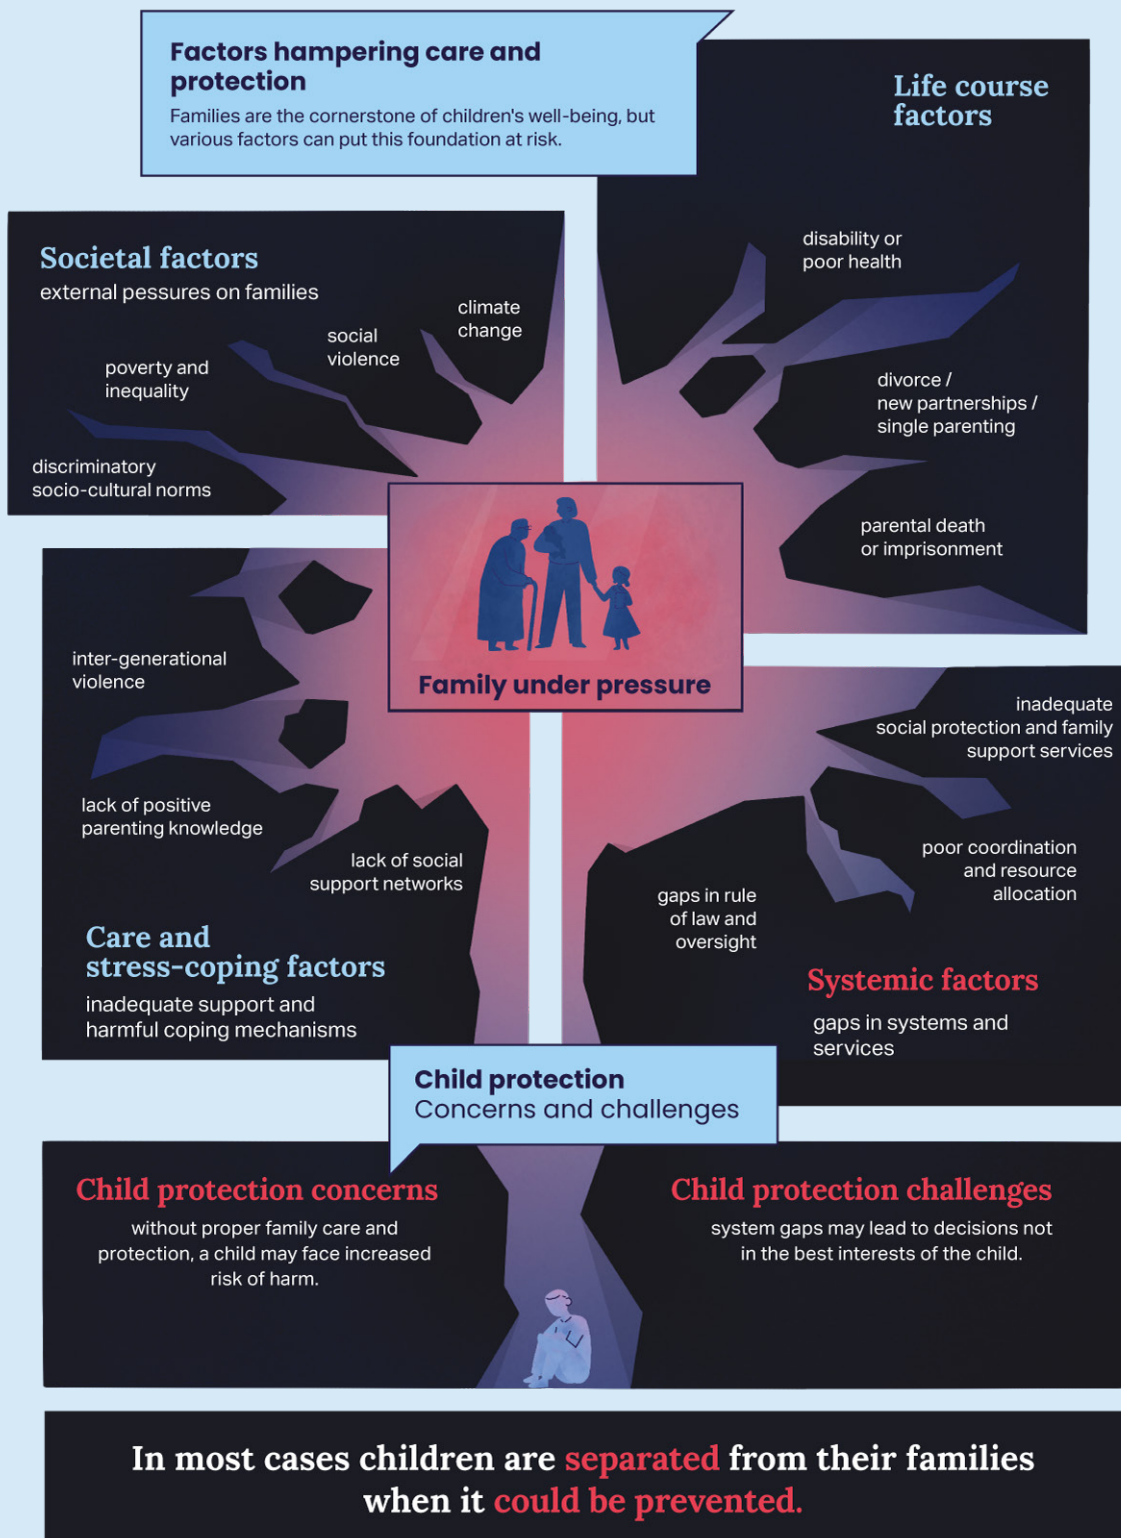 Factors hampering care and
protection
Families are the cornerstone of children's well-being, but
various factors can put this foundation at risk.
Life course
factors
disability or
poor health
divorce /
new partnerships /
single parenting
parental death
or imprisonment
Societal factors
external pessures on families
climate
change
social
violence
poverty and
inequality
discriminatory
socio-cultural norms
Family under pressure
inter-generational
violence
lack of positive
parenting knowledge
lack of social
support networks
Care and
stress-coping factors
inadequate support and
harmful coping mechanisms
inadequate
social protection and family
support services
poor coordination
and resource
allocation
gaps in rule
of law and
oversight
Systemic factors
gaps in systems and
services
Child protection
Concerns and challenges
Child protection concerns
without proper family care and
protection, a child may face increased
risk of harm.
Child protection challenges
system gaps may lead to decisions not
in the best interests of the child.
In most cases children are separated from their families
when it could be prevented.